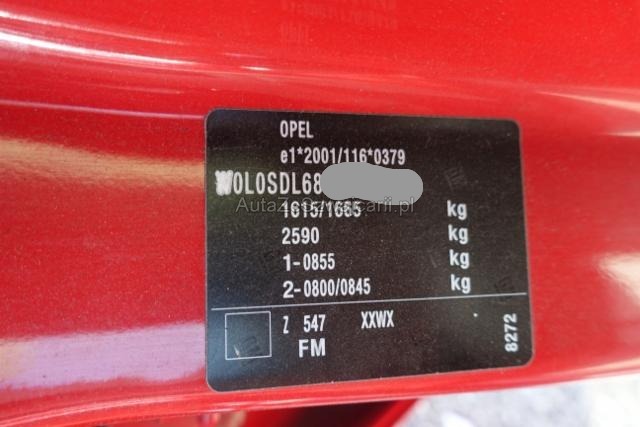 OPEL
e1*2001/116*0379
W0L0SDL68
1615/1665 kg
2590 kg
1-0855 kg
2-0800/0845 kg
Z 547 XXWX
FM
8272